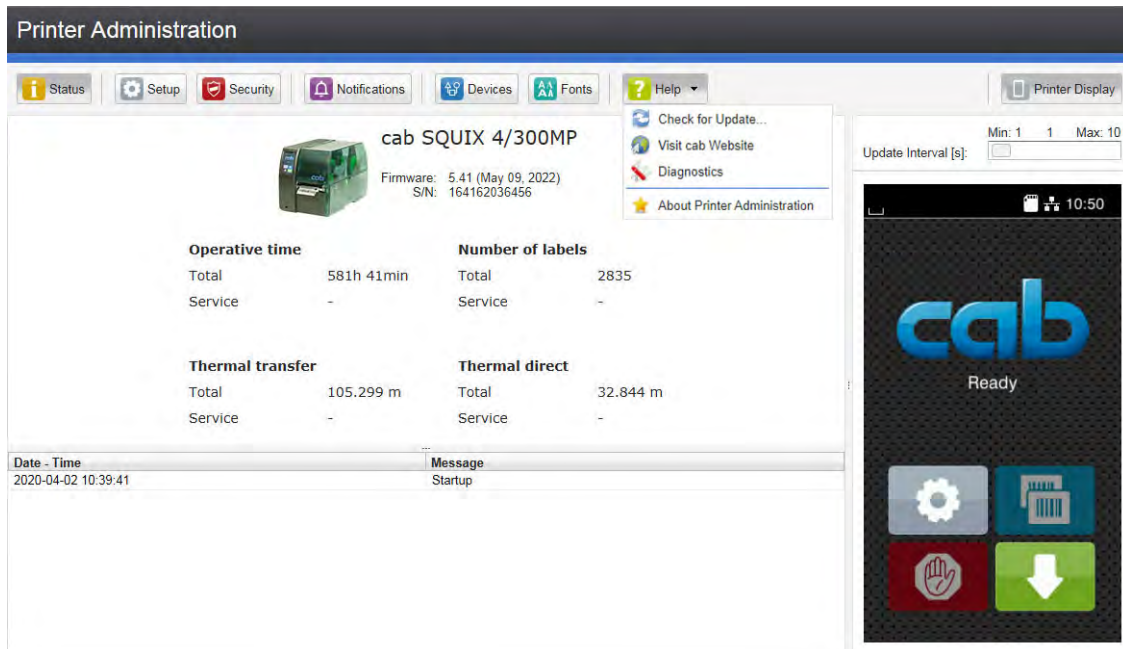 Printer Administration
Status Setup Security Notifications Devices Fonts Help Printer Display
Check for Update...
Visit cab Website
Diagnostics
About Printer Administration
cab SQUIX 4/300MP
Firmware: 5.41 (May 09, 2022)
S/N: 164162036456
Min: 1 1 Max: 10
Update Interval [s]:
Operative time Number of labels
Total 581h 41min Total 2835
Service - Service -
Thermal transfer Thermal direct
Total 105.299 m Total 32.844 m
Service - Service -
Date - Time Message
2020-04-02 10:39:41 Startup
10:50
cab
Ready